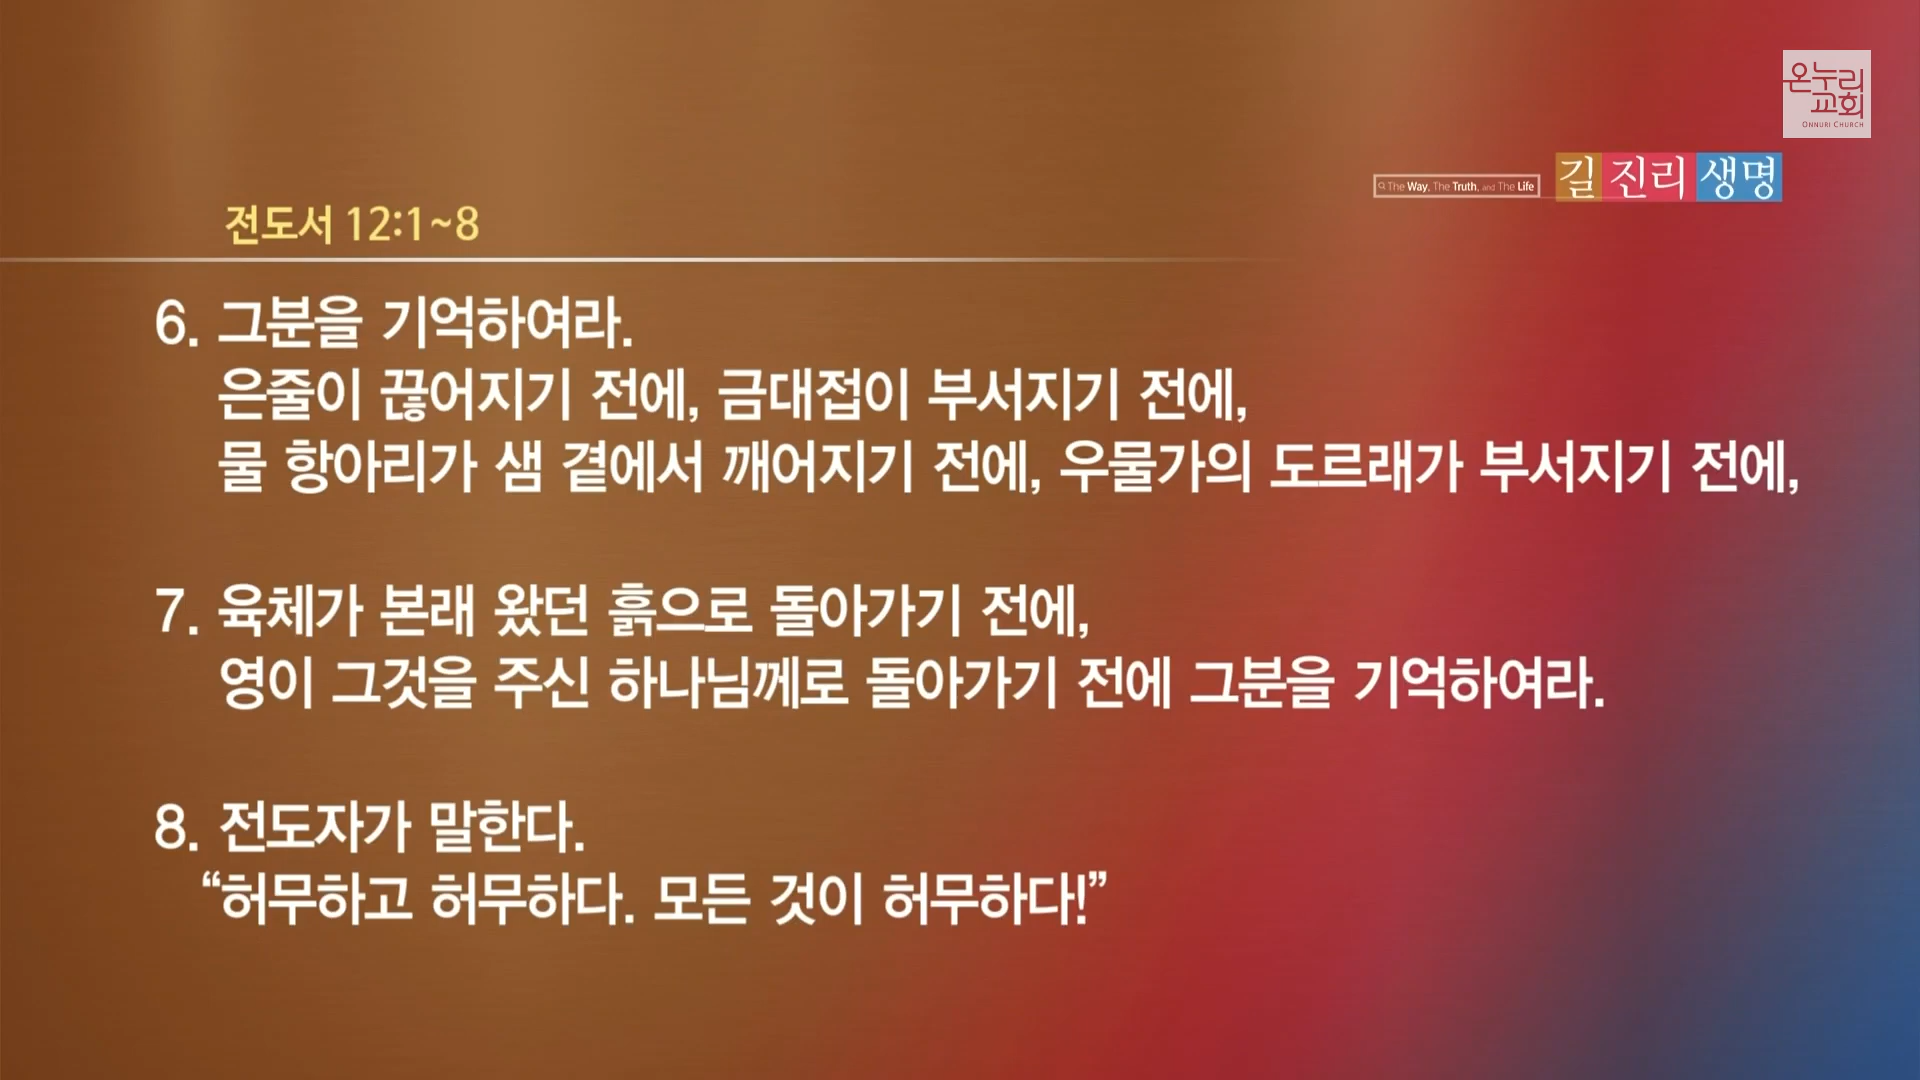 온누리
교회
ONNURI CHURCH
The Way, The Truth, and The Life
길 진리 생명
전도서 12:1~8
6. 그분을 기억하여라.
은줄이 끊어지기 전에, 금대접이 부서지기 전에,
물 항아리가 샘 곁에서 깨어지기 전에, 우물가의 도르래가 부서지기 전에,
7. 육체가 본래 왔던 흙으로 돌아가기 전에,
영이 그것을 주신 하나님께로 돌아가기 전에 그분을 기억하여라.
8. 전도자가 말한다.
“허무하고 허무하다. 모든 것이 허무하다!”